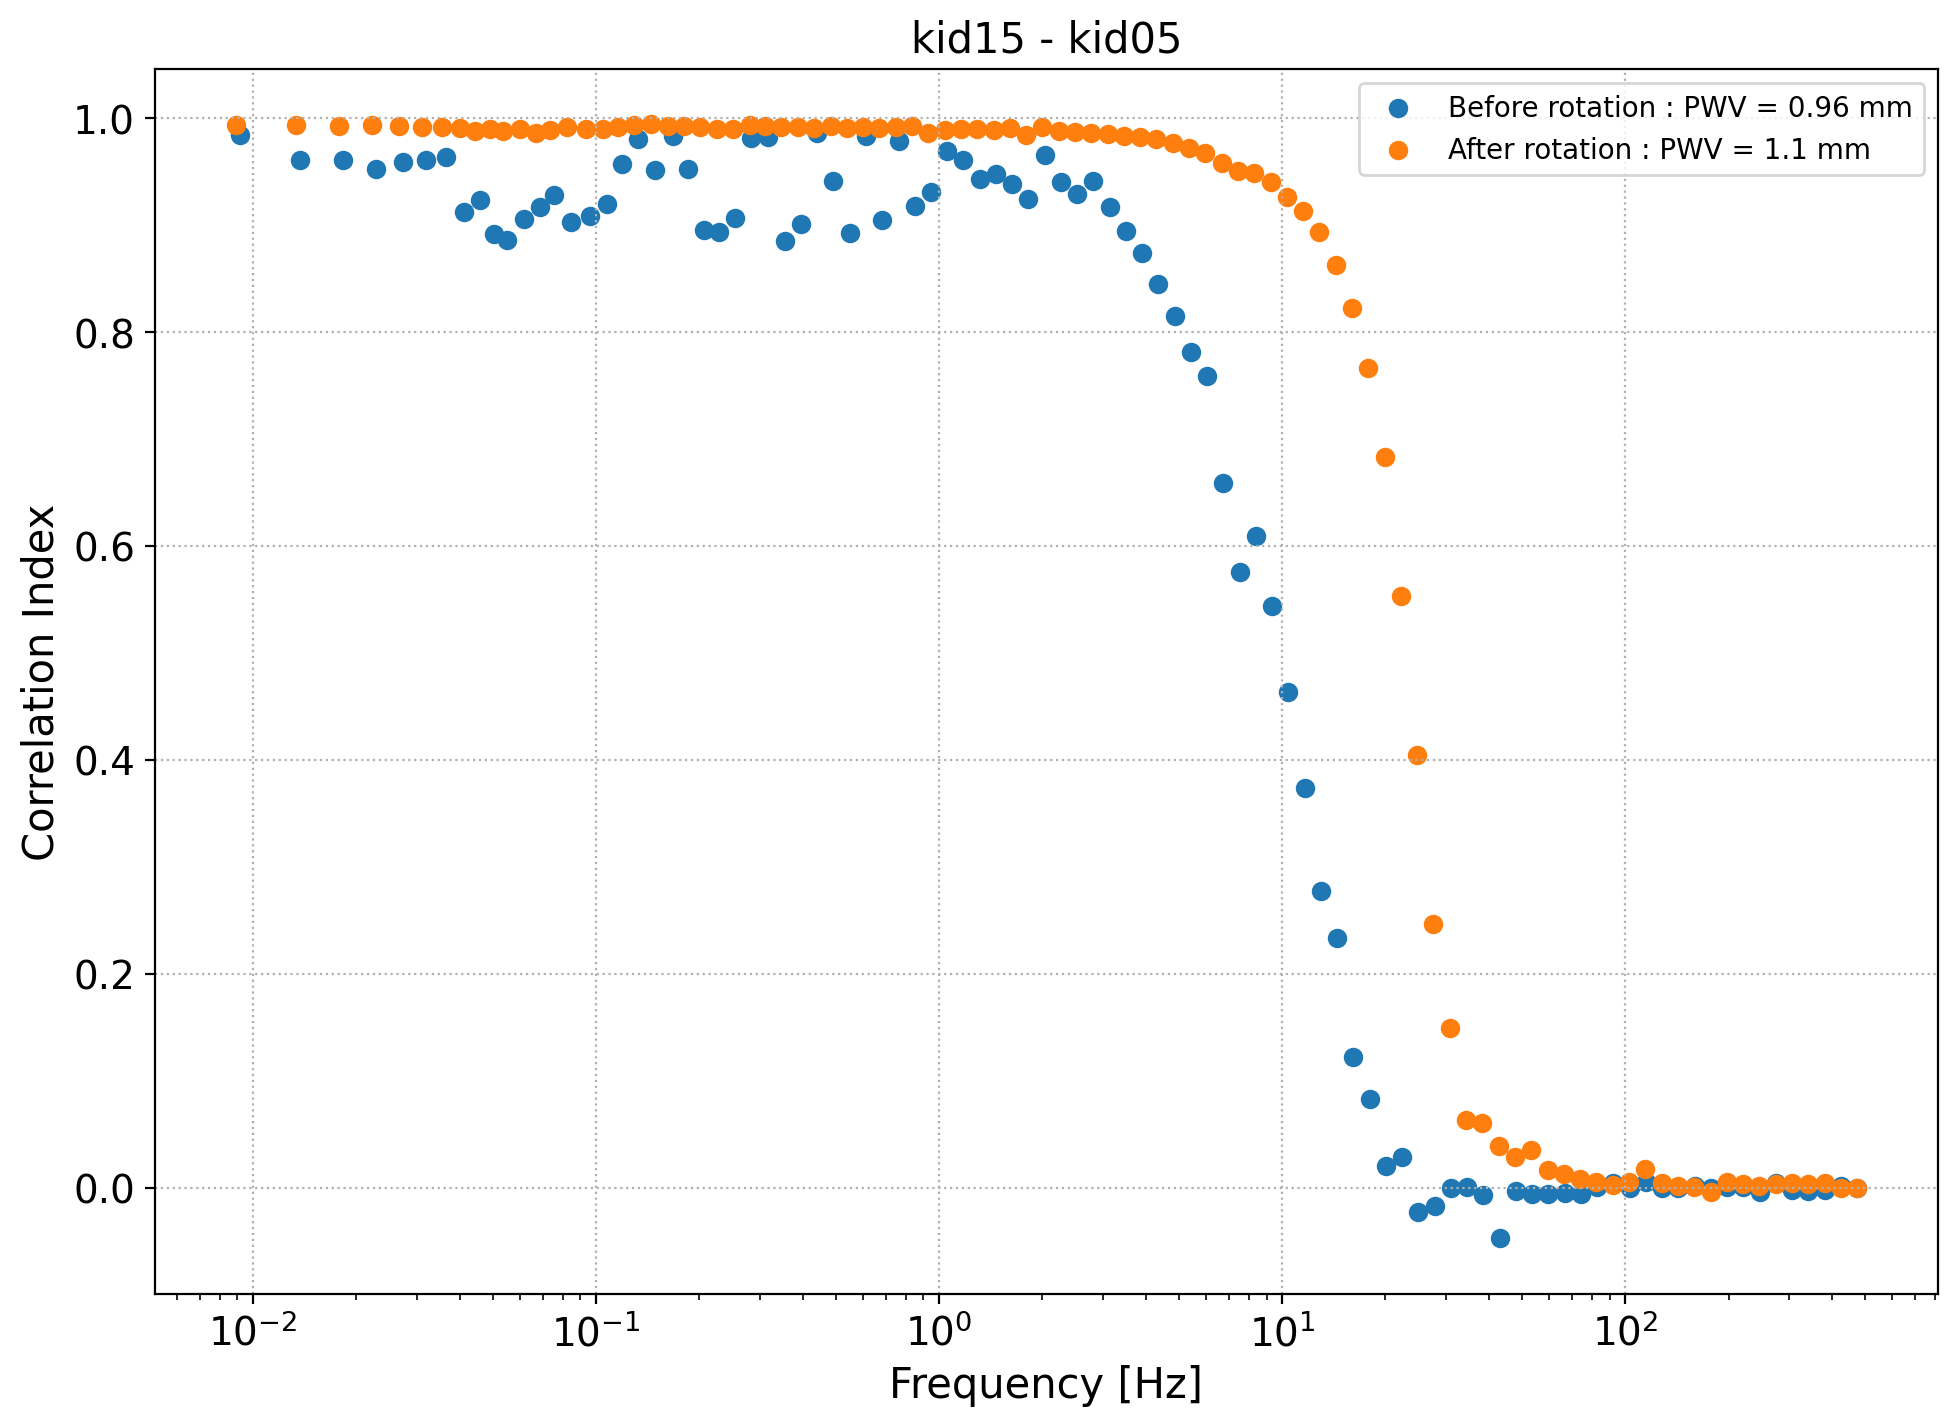 kid15 - kid05
Before rotation : PWV = 0.96 mm
After rotation : PWV = 1.1 mm
1.0
0.8
0.6
0.4
0.2
0.0
Correlation Index
10⁻² 10⁻¹ 10⁰ 10¹ 10²
Frequency [Hz]